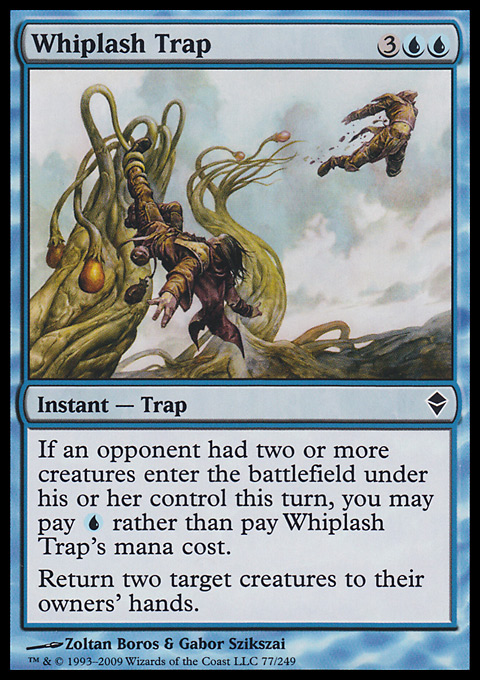 Whiplash Trap 3
Instant — Trap
If an opponent had two or more
creatures enter the battlefield under
his or her control this turn, you may
pay rather than pay Whiplash
Trap's mana cost.
Return two target creatures to their
owners' hands.
Zoltan Boros & Gabor Szikszai
™ & © 1993–2009 Wizards of the Coast LLC 77/249